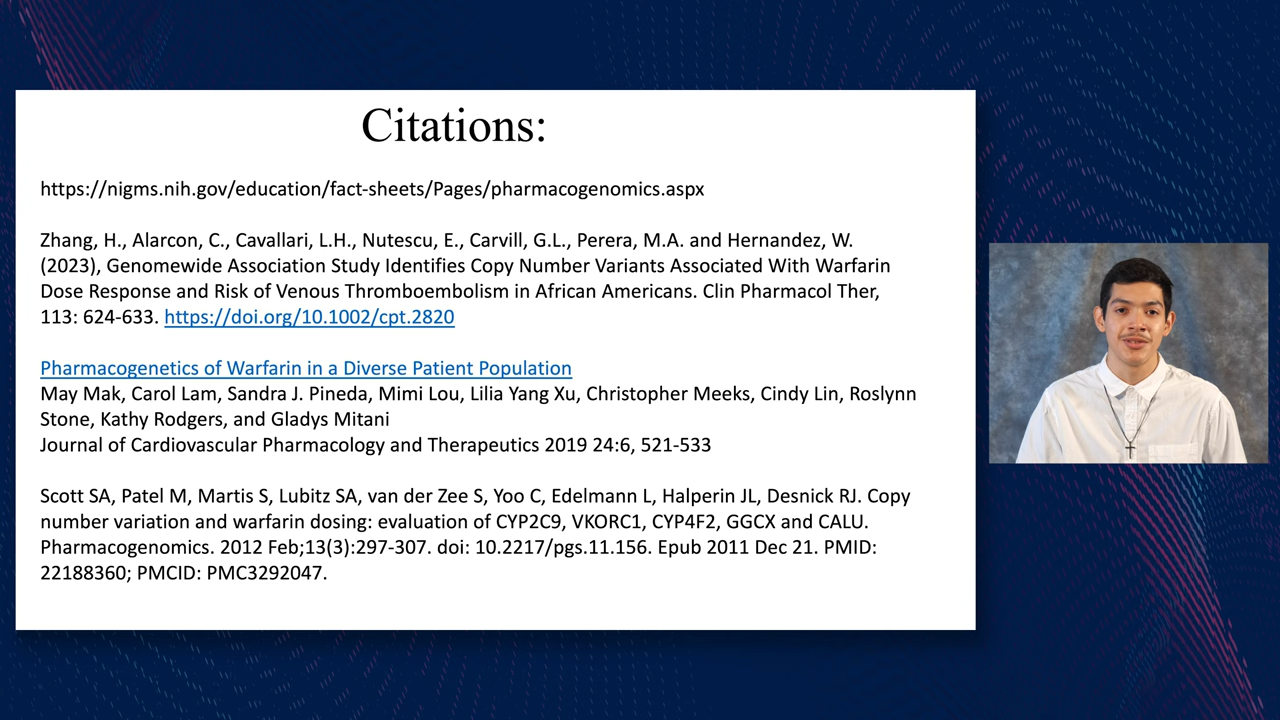 Citations:
https://nigms.nih.gov/education/fact-sheets/Pages/pharmacogenomics.aspx
Zhang, H., Alarcon, C., Cavallari, L.H., Nutescu, E., Carvill, G.L., Perera, M.A. and Hernandez, W.
(2023), Genomewide Association Study Identifies Copy Number Variants Associated With Warfarin
Dose Response and Risk of Venous Thromboembolism in African Americans. Clin Pharmacol Ther,
113: 624-633. https://doi.org/10.1002/cpt.2820
Pharmacogenetics of Warfarin in a Diverse Patient Population
May Mak, Carol Lam, Sandra J. Pineda, Mimi Lou, Lilia Yang Xu, Christopher Meeks, Cindy Lin, Roslynn
Stone, Kathy Rodgers, and Gladys Mitani
Journal of Cardiovascular Pharmacology and Therapeutics 2019 24:6, 521-533
Scott SA, Patel M, Martis S, Lubitz SA, van der Zee S, Yoo C, Edelmann L, Halperin JL, Desnick RJ. Copy
number variation and warfarin dosing: evaluation of CYP2C9, VKORC1, CYP4F2, GGCX and CALU.
Pharmacogenomics. 2012 Feb;13(3):297-307. doi: 10.2217/pgs.11.156. Epub 2011 Dec 21. PMID:
22188360; PMCID: PMC3292047.